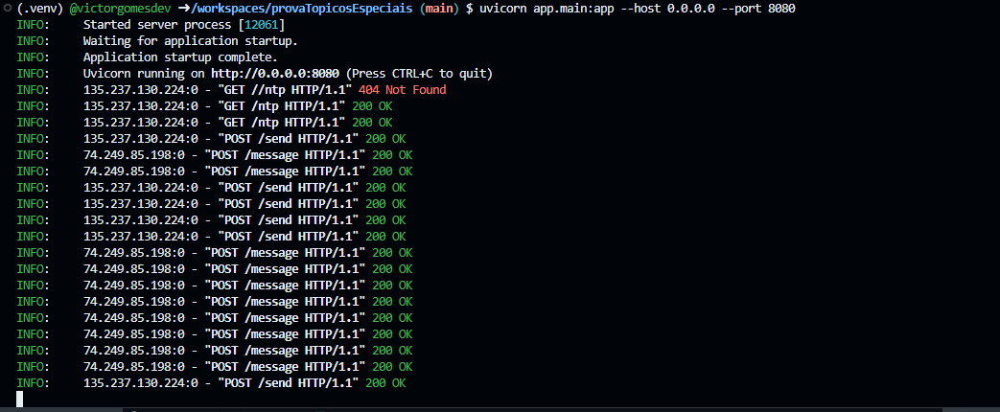 (.venv) @victorgomesdev ➜/workspaces/provaTopicosEspeciais (main) $ uvicorn app.main:app --host 0.0.0.0 --port 8080
INFO:     Started server process [12061]
INFO:     Waiting for application startup.
INFO:     Application startup complete.
INFO:     Uvicorn running on http://0.0.0.0:8080 (Press CTRL+C to quit)
INFO:     135.237.130.224:0 - "GET //ntp HTTP/1.1" 404 Not Found
INFO:     135.237.130.224:0 - "GET /ntp HTTP/1.1" 200 OK
INFO:     135.237.130.224:0 - "GET /ntp HTTP/1.1" 200 OK
INFO:     135.237.130.224:0 - "POST /send HTTP/1.1" 200 OK
INFO:     74.249.85.198:0 - "POST /message HTTP/1.1" 200 OK
INFO:     74.249.85.198:0 - "POST /message HTTP/1.1" 200 OK
INFO:     135.237.130.224:0 - "POST /send HTTP/1.1" 200 OK
INFO:     135.237.130.224:0 - "POST /send HTTP/1.1" 200 OK
INFO:     135.237.130.224:0 - "POST /send HTTP/1.1" 200 OK
INFO:     135.237.130.224:0 - "POST /send HTTP/1.1" 200 OK
INFO:     74.249.85.198:0 - "POST /message HTTP/1.1" 200 OK
INFO:     74.249.85.198:0 - "POST /message HTTP/1.1" 200 OK
INFO:     74.249.85.198:0 - "POST /message HTTP/1.1" 200 OK
INFO:     74.249.85.198:0 - "POST /message HTTP/1.1" 200 OK
INFO:     74.249.85.198:0 - "POST /message HTTP/1.1" 200 OK
INFO:     74.249.85.198:0 - "POST /message HTTP/1.1" 200 OK
INFO:     74.249.85.198:0 - "POST /message HTTP/1.1" 200 OK
INFO:     74.249.85.198:0 - "POST /message HTTP/1.1" 200 OK
INFO:     135.237.130.224:0 - "POST /send HTTP/1.1" 200 OK